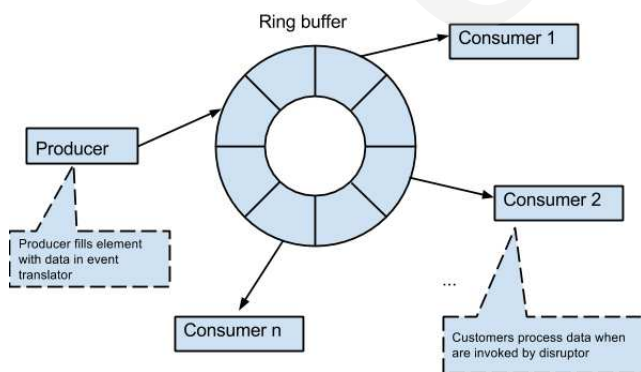 Ring buffer
Consumer 1
Producer
Consumer 2
Producer fills element
with data in event
translator
...
Consumer n
Customers process data when
are invoked by disruptor